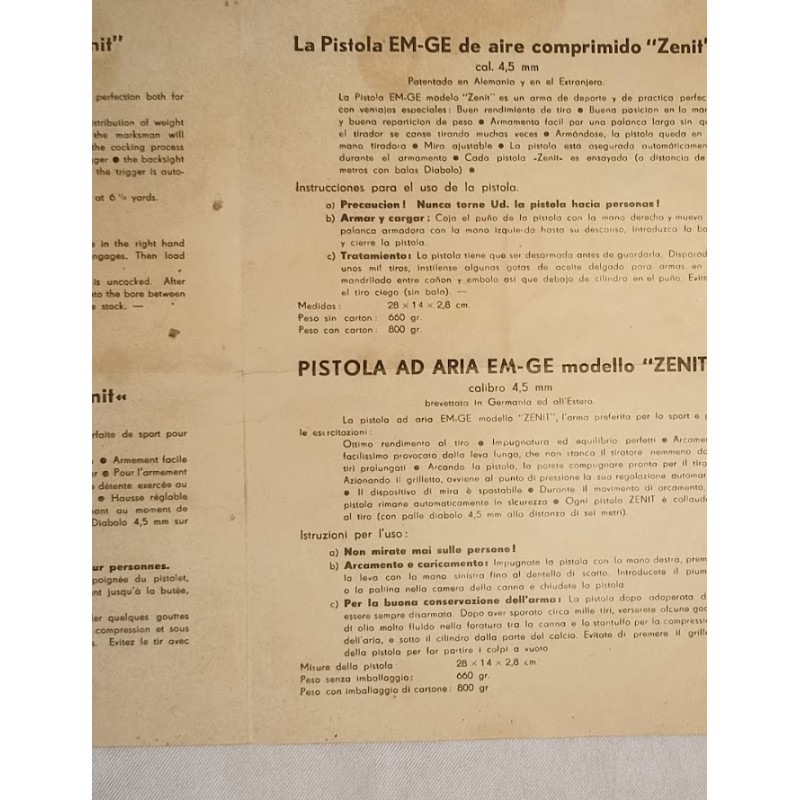 nit"
perfection both for
stribution of weight
the marksman will
the cocking process
ger ● the backsight
the trigger is auto-
at 6 ½ yards.
in the right hand
ngages. Then load
is uncocked. After
to the bore between
stock. —
nit«
rfaite de sport pour
● Armement facile
● Pour l'armement
détente exercée au
● Hausse réglable
nant au moment de
Diabolo 4,5 mm sur
ur personnes.
poignée du pistolet,
nt jusqu'à la butée,
er quelques gouttes
compression et sous
Evitez le tir avec
La Pistola EM-GE de aire comprimido "Zenit"
cal. 4,5 mm
Patentado en Alemania y en el Extranjero.
La Pistola EM-GE modelo "Zenit" es un arma de deporte y de practica perfec
con ventajas especiales: Buen rendimiento de tiro ● Buena posicion en la ma
y buena reparticion de peso ● Armamento facil por una palanca larga sin qu
el tirador se canse tirando muchas veces ● Armándose, la pistola queda en
mano tiradora ● Mira ajustable ● La pistola esta asegurada automáticamen
durante el armamento ● Cada pistola -Zenit- es ensayada (a distancia de
metros con balas Diabolo) ●
Instrucciones para el uso de la pistola.
a) Precaucion! Nunca torne Ud. la pistola hacia personas!
b) Armar y cargar: Coja el puño de la pistola con la mano derecha y mueva
palanca armadora con la mano izquie-da hasta su descanso, introduzca la ba
y cierre la pistola.
c) Tratamiento: La pistola tiene que ser desarmada antes de guardarla. Disparad
unos mil tiros, instilense algunas gotas de aceite delgado para armas en
mandrilado entre cañon y embolo asi que debajo de cilindro en el puño. Evite
el tiro ciego (sin bala). —
Medidas: 28 × 14 × 2,8 cm.
Peso sin carton: 660 gr.
Peso con carton: 800 gr.
PISTOLA AD ARIA EM-GE modello "ZENIT
calibro 4,5 mm
brevettata in Germania ed all'Estero.
La pistola ad aria EM-GE modello "ZENIT", l'arma preferita per lo sport e p
le esercitazioni:
Ottimo rendimento al tiro ● Impugnatura ed equilibrio perfetti ● Arcamen
facilissimo provocato dalla leva lunga, che non stanca il tiratore nemmeno do
tiri prolungati ● Arcando la pistola, la potete compugnare pronta per il tiro
Azionando il grilletto, avviene al punto di pressione la sua regolazione automat
● Il dispositivo di mira è spostabile ● Durante il movimento di arcamento,
pistola rimane automaticamente in sicurezza ● Ogni pistola ZENIT è collaud
al tiro (con palle diabolo 4,5 mm alla distanza di sei metri).
Istruzioni per l'uso:
a) Non mirate mai sulle persone!
b) Arcamento e caricamento: Impugnate la pistola con la mano destra, prem
la leva con la mano sinistra fino al dentello di scatto. Introducete il pium
o la pallina nella camera della canna e chiudete la pistola.
c) Per la buona conservazione dell'arma: La pistola dopo adoperata d
essere sempre disarmata. Dopo aver sparato circa mille tiri, verserete alcune goc
di olio molto fluido nella foratura tra la canna e lo stantuffo per la compressi
dell'aria, e sotto il cilindro dalla parte del calcio. Evitate di premere il grille
della pistola per far partire i colpi a vuoto.
Misure della pistola: 28 × 14 × 2,8 cm.
Peso senza imballaggio: 660 gr.
Peso con imballaggio di cartone: 800 gr